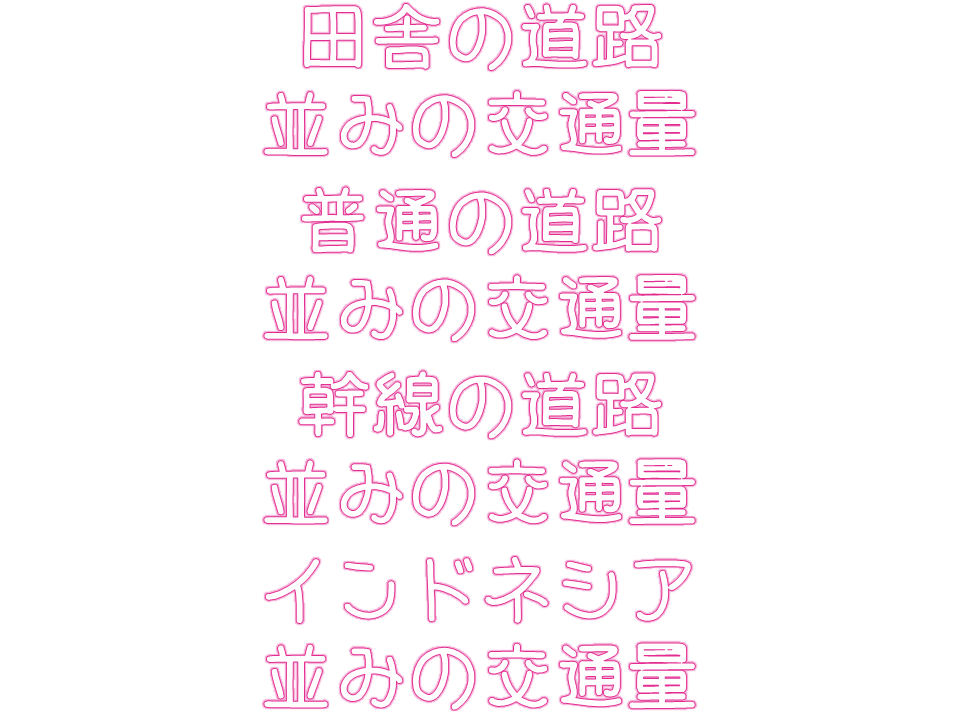 田舎の道路
並みの交通量
普通の道路
並みの交通量
幹線の道路
並みの交通量
インドネシア
並みの交通量